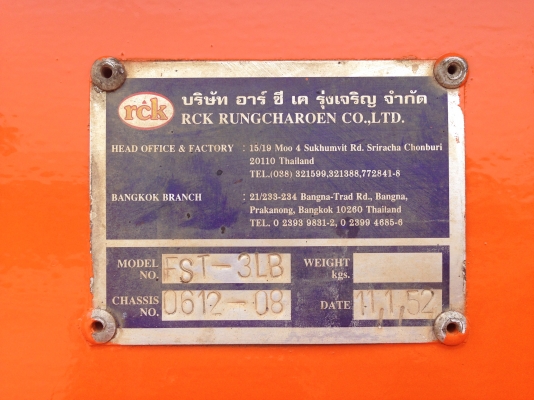 rck
บริษัท อาร์ ซี เค รุ่งเจริญ จำกัด
RCK RUNGCHAROEN CO.,LTD.
HEAD OFFICE & FACTORY : 15/19 Moo 4 Sukhumvit Rd. Sriracha Chonburi
20110 Thailand
TEL.(038) 321599,321388,772841-8
BANGKOK BRANCH : 21/233-234 Bangna-Trad Rd., Bangna,
Prakanong, Bangkok 10260 Thailand
TEL. 0 2393 9831-2, 0 2399 4685-6
MODEL NO. FST-3LB WEIGHT kgs.
CHASSIS NO. 0612-08 DATE 11,1,52